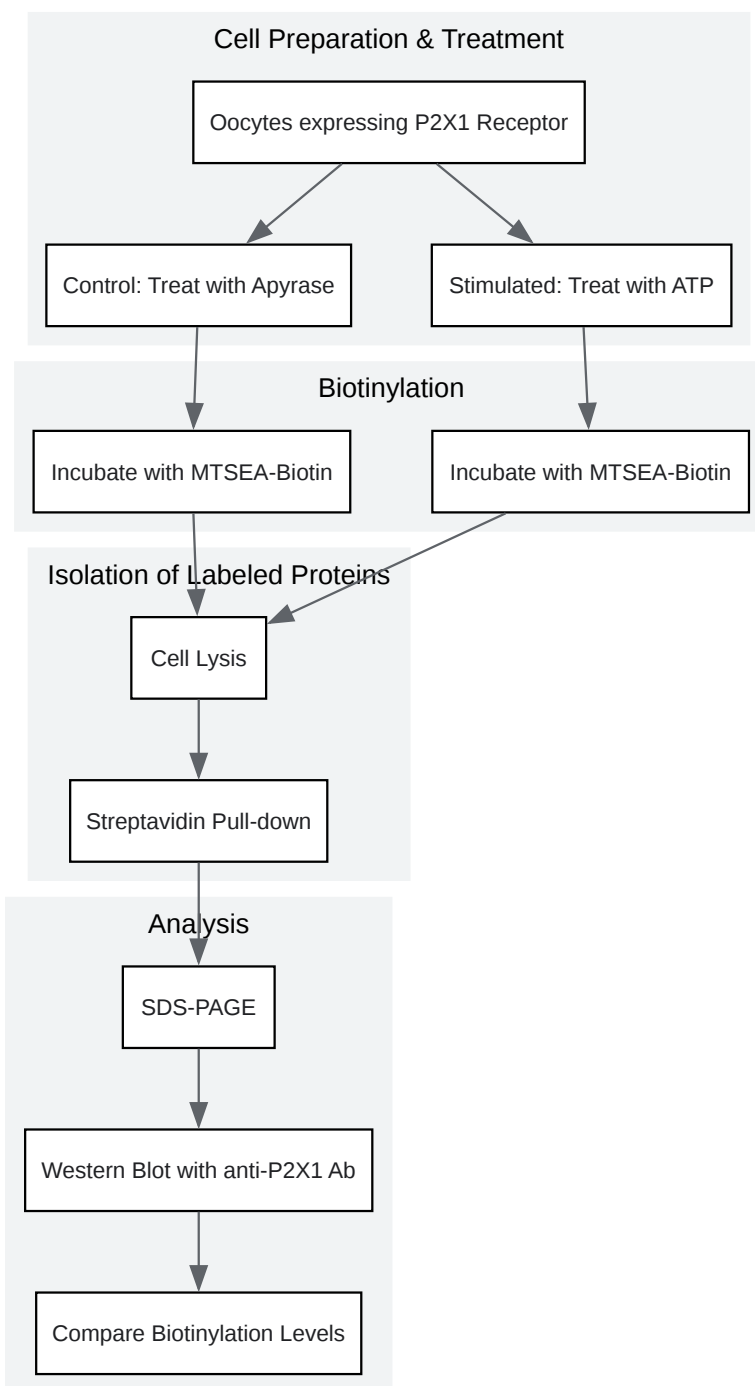 Cell Preparation & Treatment
Oocytes expressing P2X1 Receptor
Control: Treat with Apyrase
Stimulated: Treat with ATP
Biotinylation
Incubate with MTSEA-Biotin
Incubate with MTSEA-Biotin
Isolation of Labeled Proteins
Cell Lysis
Streptavidin Pull-down
Analysis
SDS-PAGE
Western Blot with anti-P2X1 Ab
Compare Biotinylation Levels